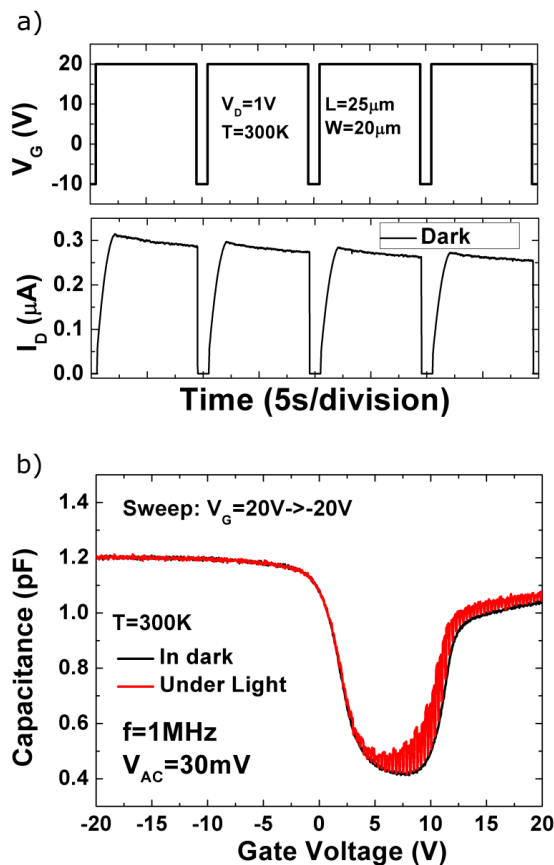 a)
20
10
0
-10
V_G (V)
V_D=1V
T=300K
L=25μm
W=20μm
0.3
0.2
0.1
0.0
I_D (μA)
Dark
Time (5s/division)
b)
1.4
1.2
1.0
0.8
0.6
0.4
Capacitance (pF)
Sweep: V_G=20V->-20V
T=300K
In dark
Under Light
f=1MHz
V_AC=30mV
-20 -15 -10 -5 0 5 10 15 20
Gate Voltage (V)